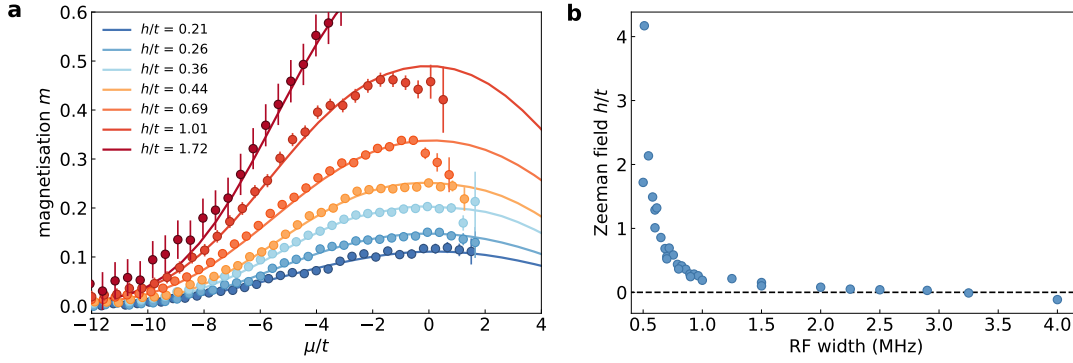 a
magnetisation m
0.6
0.5
0.4
0.3
0.2
0.1
0.0
h/t = 0.21
h/t = 0.26
h/t = 0.36
h/t = 0.44
h/t = 0.69
h/t = 1.01
h/t = 1.72
−12 −10 −8 −6 −4 −2 0 2 4
μ/t
b
Zeeman field h/t
4
3
2
1
0
0.5 1.0 1.5 2.0 2.5 3.0 3.5 4.0
RF width (MHz)